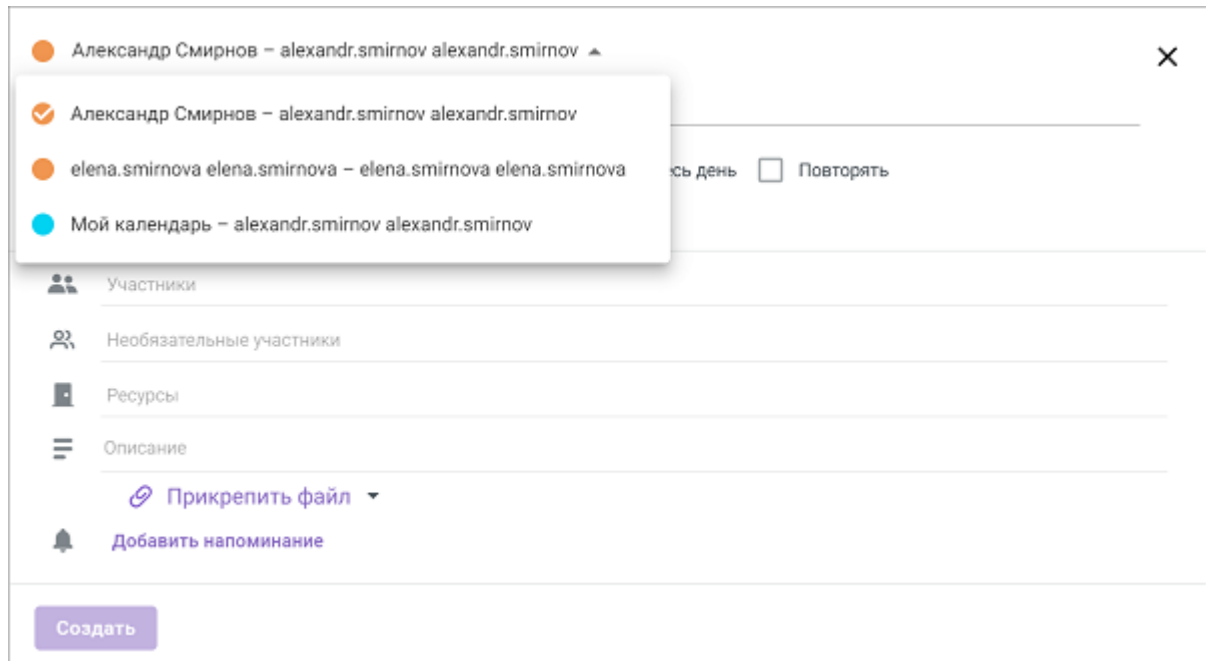 Александр Смирнов – alexandr.smirnov alexandr.smirnov
Александр Смирнов – alexandr.smirnov alexandr.smirnov
elena.smirnova elena.smirnova – elena.smirnova elena.smirnova
день Повторять
Мой календарь – alexandr.smirnov alexandr.smirnov
Участники
Необязательные участники
Ресурсы
Описание
Прикрепить файл
Добавить напоминание
Создать